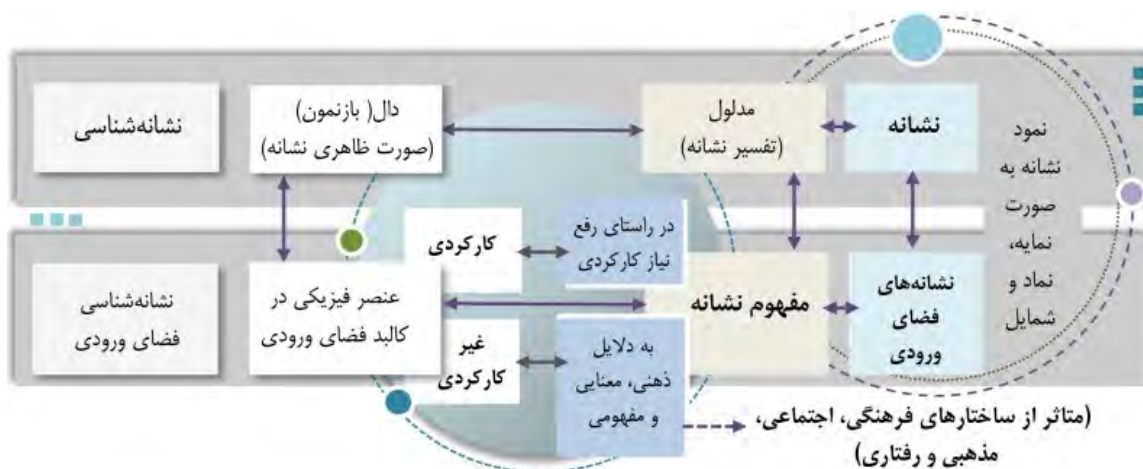 نشانه
مدلول
(تفسیر نشانه)
دال( بازنمون)
(صورت ظاهری نشانه)
نشانه‌شناسی
نمود
نشانه به
صورت
نمایه،
نماد و
شمایل
نشانه‌های
فضای
ورودی
مفهوم نشانه
در راستای رفع
نیاز کارکردی
کارکردی
به دلایل
ذهنی، معنایی
و مفهومی
غیر
کارکردی
عنصر فیزیکی در
کالبد فضای ورودی
نشانه‌شناسی
فضای ورودی
(متاثر از ساختارهای فرهنگی، اجتماعی،
مذهبی و رفتاری)